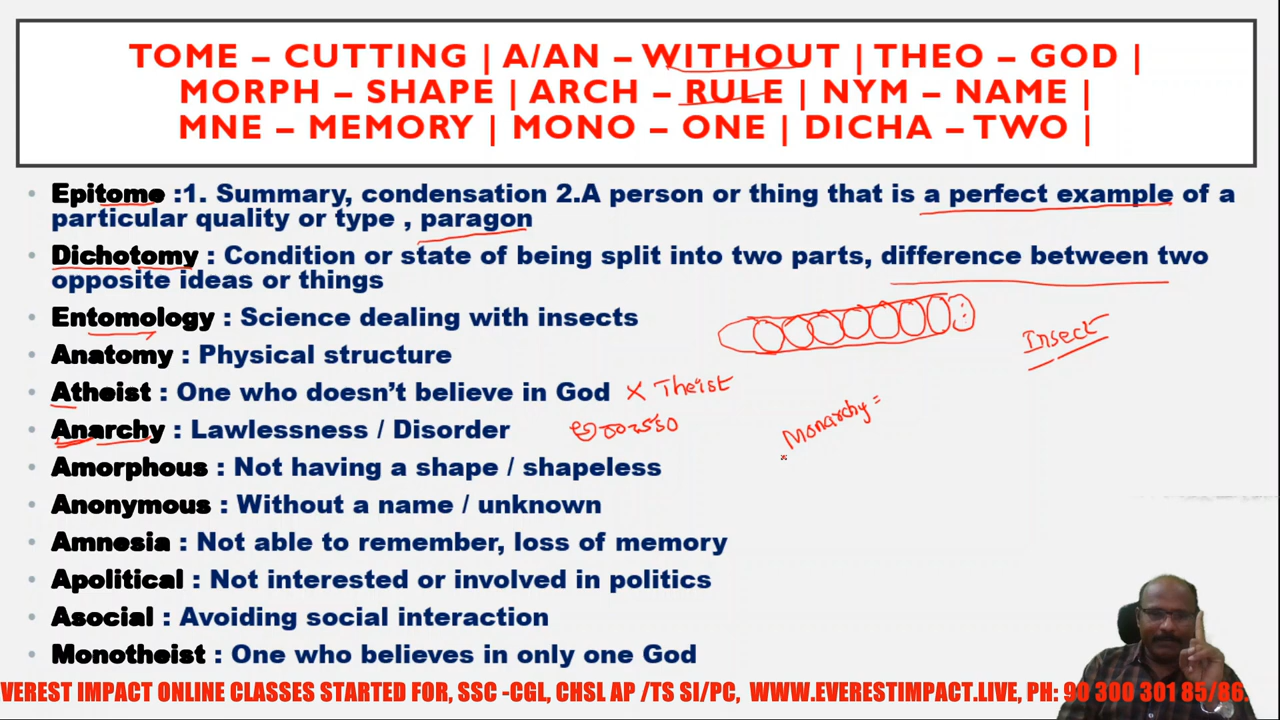 TOME – CUTTING | A/AN – WITHOUT | THEO – GOD |
MORPH – SHAPE | ARCH – RULE | NYM – NAME |
MNE – MEMORY | MONO – ONE | DICHA – TWO |
• Epitome :1. Summary, condensation 2.A person or thing that is a perfect example of a
particular quality or type , paragon
• Dichotomy : Condition or state of being split into two parts, difference between two
opposite ideas or things
• Entomology : Science dealing with insects
Insect
• Anatomy : Physical structure
• Atheist : One who doesn’t believe in God × Theist
• Anarchy : Lawlessness / Disorder అరాచకం
Monarchy =
• Amorphous : Not having a shape / shapeless
• Anonymous : Without a name / unknown
• Amnesia : Not able to remember, loss of memory
• Apolitical : Not interested or involved in politics
• Asocial : Avoiding social interaction
• Monotheist : One who believes in only one God
VEREST IMPACT ONLINE CLASSES STARTED FOR, SSC -CGL, CHSL AP /TS SI/PC, WWW.EVERESTIMPACT.LIVE, PH: 90 300 301 85/86.